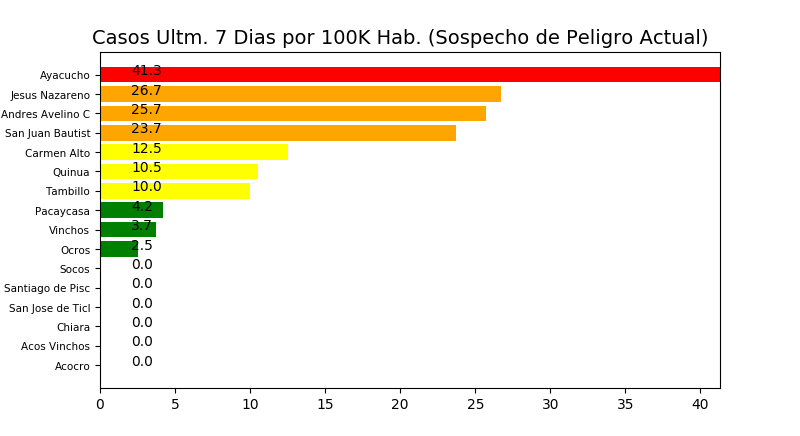 Casos Ultm. 7 Dias por 100K Hab. (Sospecho de Peligro Actual)
Ayacucho 41.3
Jesus Nazareno 26.7
Andres Avelino C 25.7
San Juan Bautist 23.7
Carmen Alto 12.5
Quinua 10.5
Tambillo 10.0
Pacaycasa 4.2
Vinchos 3.7
Ocros 2.5
Socos 0.0
Santiago de Pisc 0.0
San Jose de Ticl 0.0
Chiara 0.0
Acos Vinchos 0.0
Acocro 0.0
0 5 10 15 20 25 30 35 40